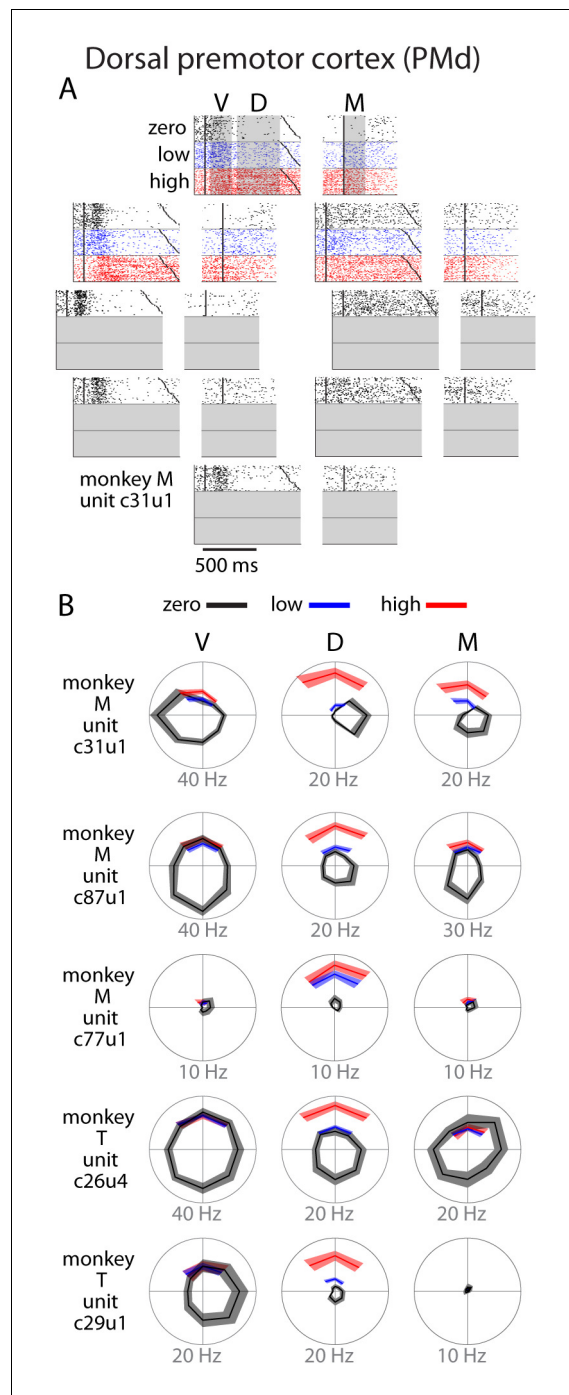 Dorsal premotor cortex (PMd)
A
V D M
zero
low
high
monkey M
unit c31u1
500 ms
B
zero low high
V D M
monkey
M
unit
c31u1
40 Hz 20 Hz 20 Hz
monkey
M
unit
c87u1
40 Hz 20 Hz 30 Hz
monkey
M
unit
c77u1
10 Hz 10 Hz 10 Hz
monkey
T
unit
c26u4
40 Hz 20 Hz 20 Hz
monkey
T
unit
c29u1
20 Hz 20 Hz 10 Hz